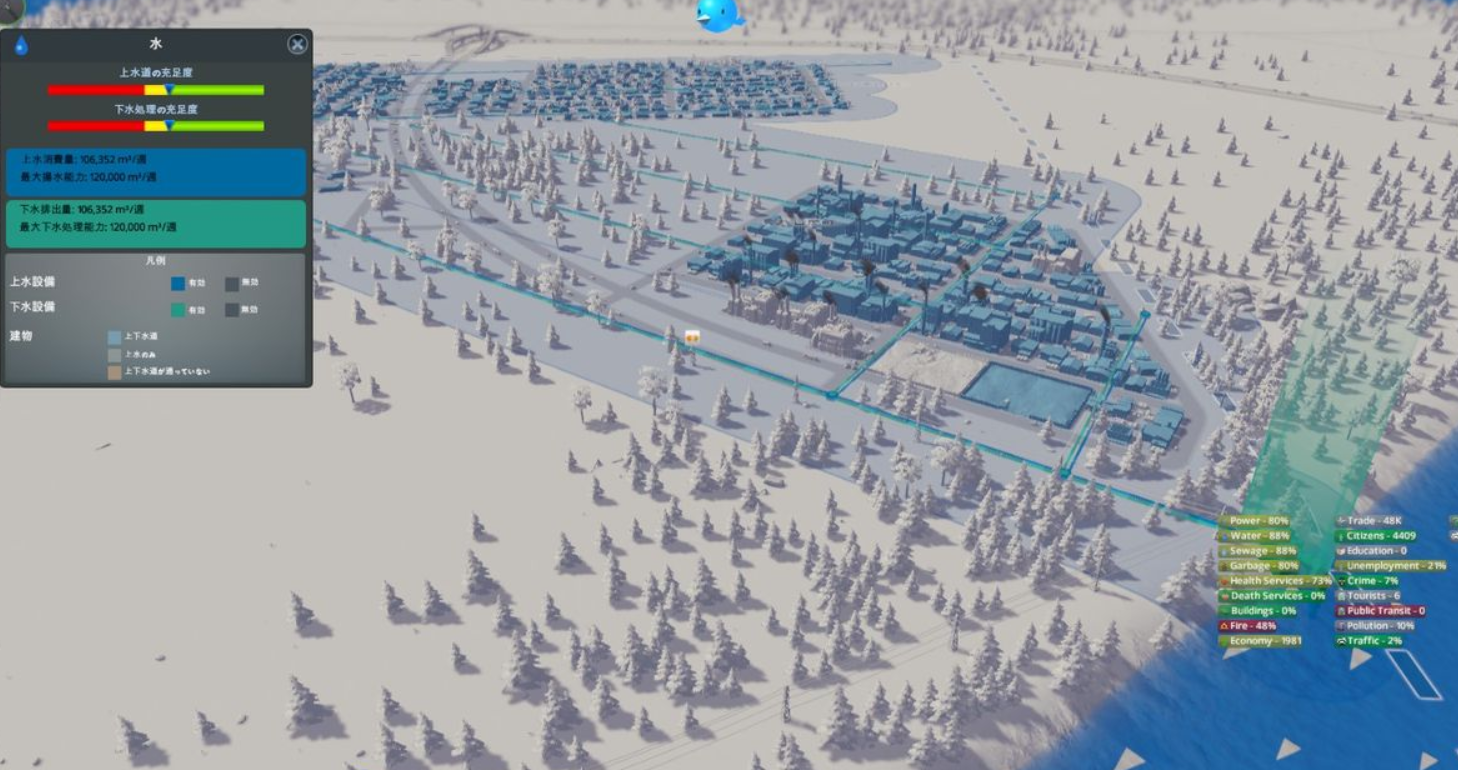 水
上水道の充足度
下水処理の充足度
上水消費量: 106,352 m³/週
最大揚水能力: 120,000 m³/週
下水排出量: 106,352 m³/週
最大下水処理能力: 120,000 m³/週
凡例
上水設備 有効 無効
下水設備 有効 無効
建物 上下水道
上水のみ
上下水道が通っていない
Power - 80% Trade - 48K
Water - 88% Citizens - 4409
Sewage - 88% Education - 0
Garbage - 80% Unemployment - 21%
Health Services - 73% Crime - 7%
Death Services - 0% Tourists - 6
Buildings - 0% Public Transit - 0
Fire - 48% Pollution - 10%
Economy - 1981 Traffic - 2%